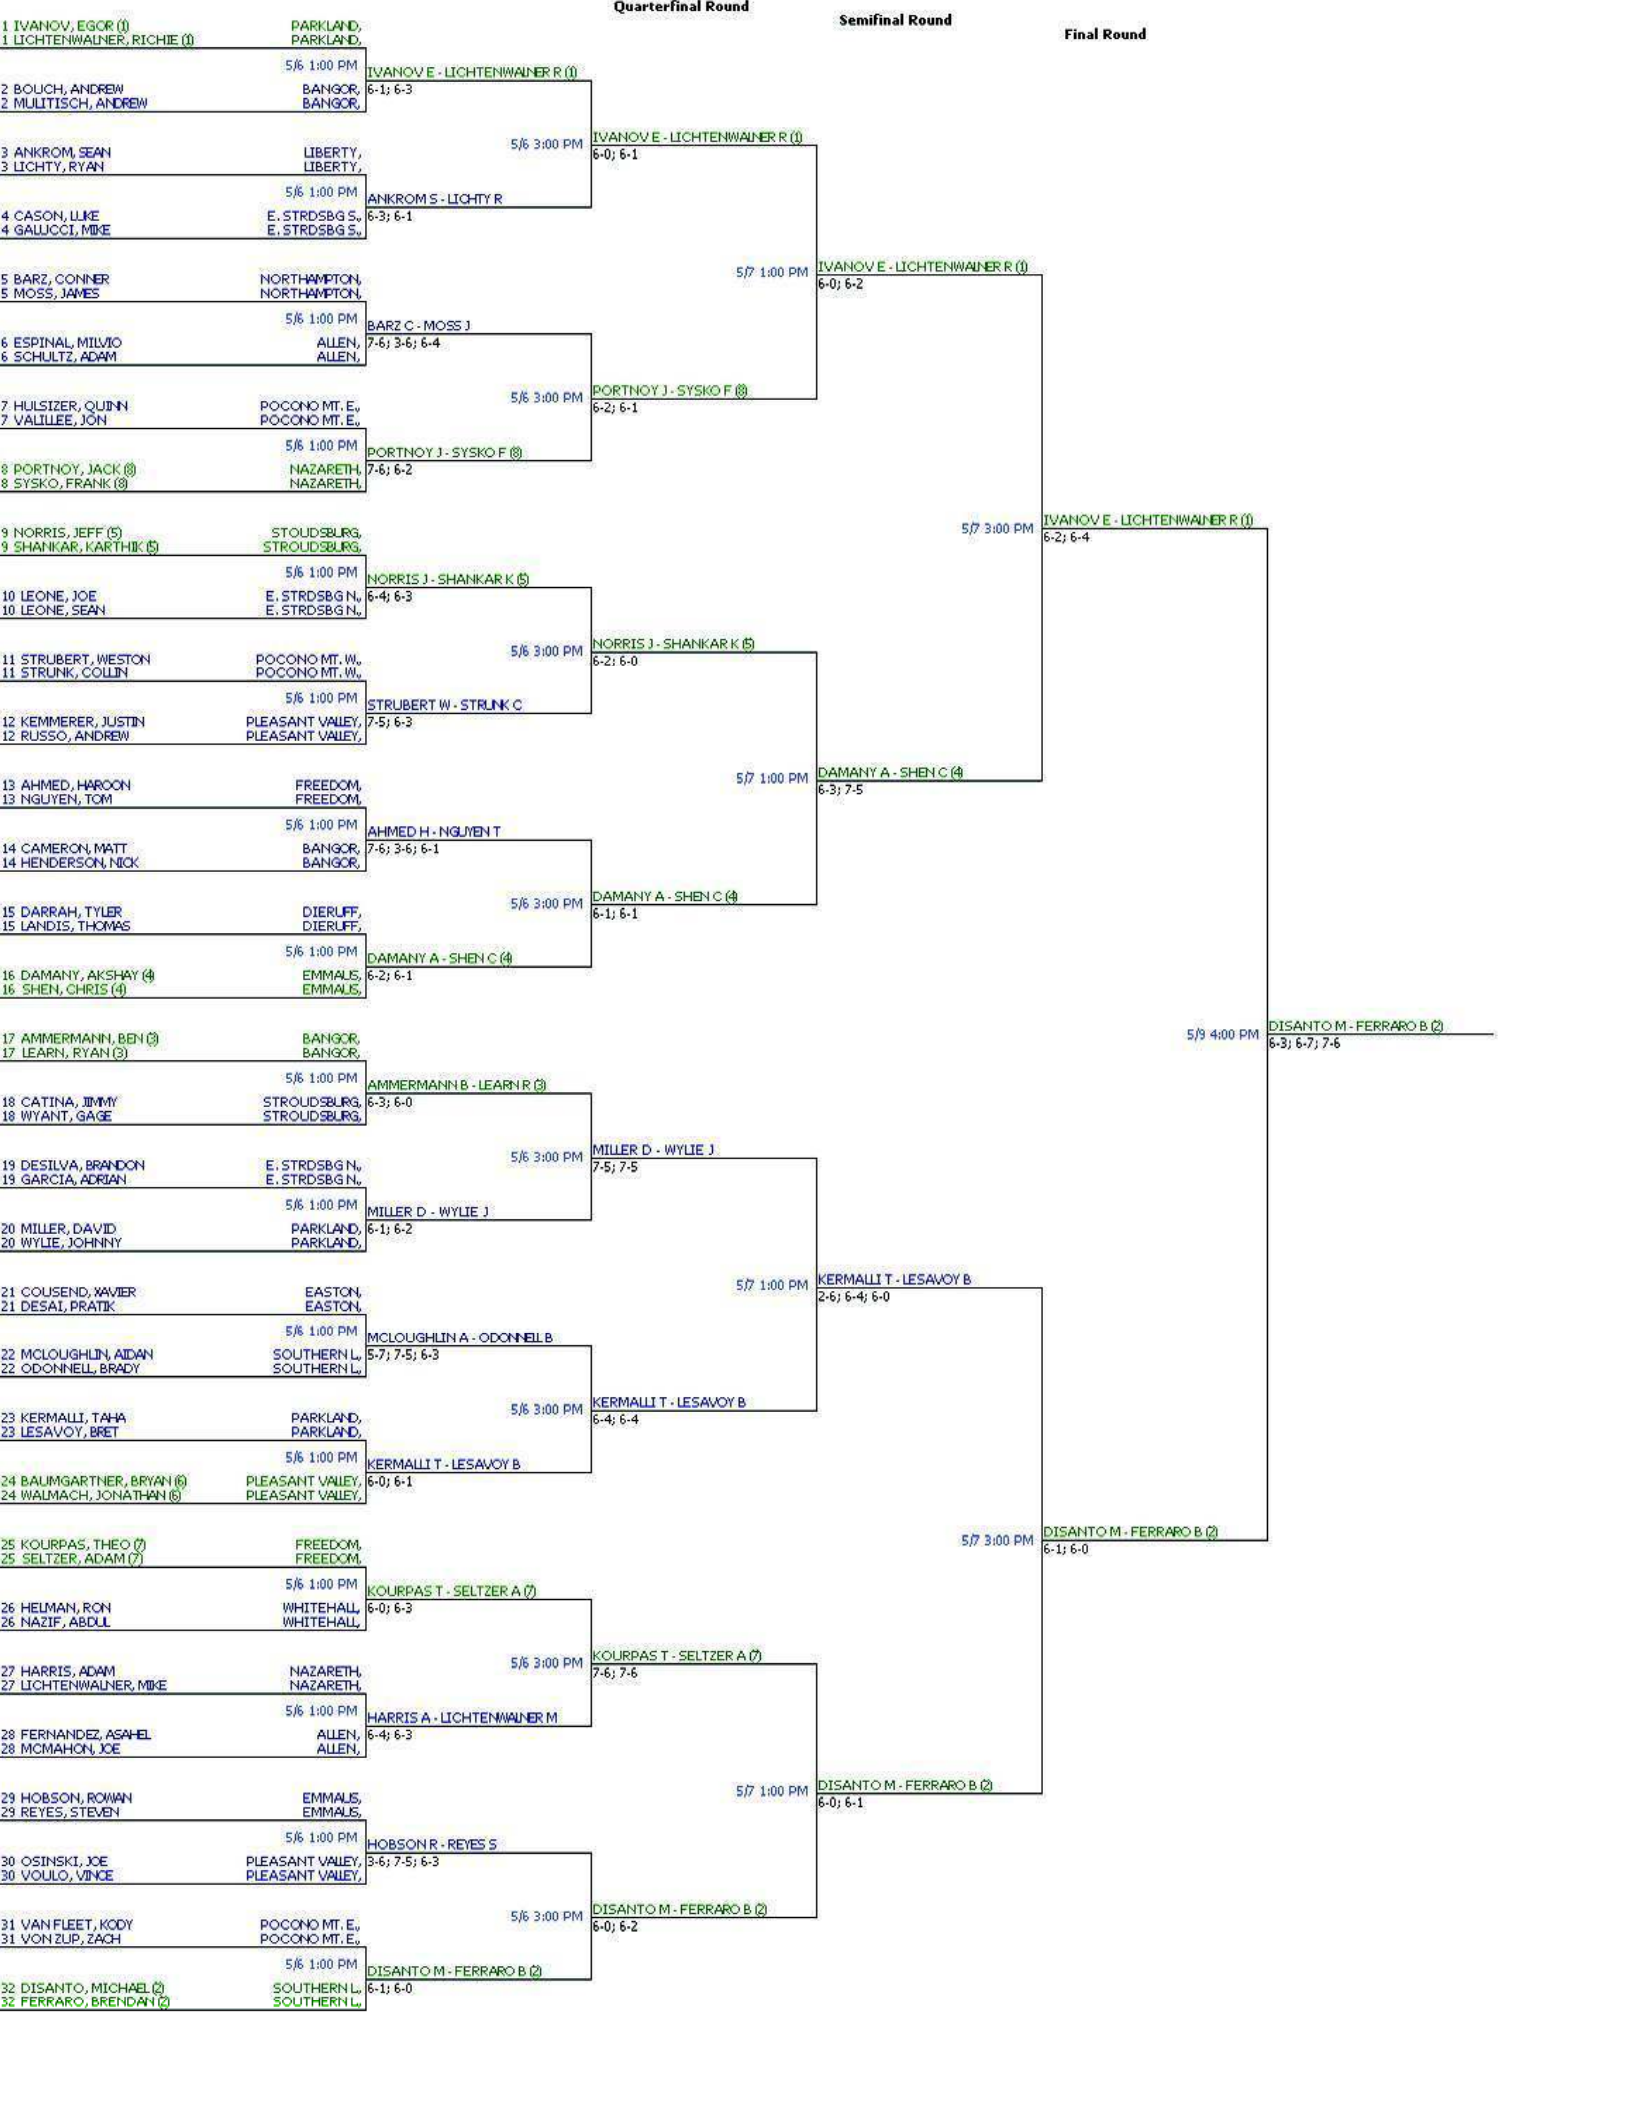 Quarterfinal Round
Semifinal Round
Final Round
1 IVANOV, EGOR (1) PARKLAND,
1 LICHTENWALNER, RICHIE (1) PARKLAND,
5/6 1:00 PM IVANOV E - LICHTENWALNER R (1)
2 BOUCH, ANDREW BANGOR, 6-1; 6-3
2 MULITISCH, ANDREW BANGOR,
5/6 3:00 PM IVANOV E - LICHTENWALNER R (1)
6-0; 6-1
3 ANKROM, SEAN LIBERTY,
3 LICHTY, RYAN LIBERTY,
5/6 1:00 PM ANKROM S - LICHTY R
4 CASON, LUKE E. STRDSBG S., 6-3; 6-1
4 GALUCCI, MIKE E. STRDSBG S.,
5/7 1:00 PM IVANOV E - LICHTENWALNER R (1)
6-0; 6-2
5 BARZ, CONNER NORTHAMPTON,
5 MOSS, JAMES NORTHAMPTON,
5/6 1:00 PM BARZ C - MOSS J
6 ESPINAL, MILVIO ALLEN, 7-6; 3-6; 6-4
6 SCHULTZ, ADAM ALLEN,
5/6 3:00 PM PORTNOY J - SYSKO F (8)
6-2; 6-1
7 HULSIZER, QUINN POCONO MT. E.,
7 VALILLEE, JON POCONO MT. E.,
5/6 1:00 PM PORTNOY J - SYSKO F (8)
8 PORTNOY, JACK (8) NAZARETH, 7-6; 6-2
8 SYSKO, FRANK (8) NAZARETH,
5/7 3:00 PM IVANOV E - LICHTENWALNER R (1)
6-2; 6-4
9 NORRIS, JEFF (5) STOUDSBURG,
9 SHANKAR, KARTHIK (5) STROUDSBURG,
5/6 1:00 PM NORRIS J - SHANKAR K (5)
10 LEONE, JOE E. STRDSBG N., 6-4; 6-3
10 LEONE, SEAN E. STRDSBG N.,
5/6 3:00 PM NORRIS J - SHANKAR K (5)
6-2; 6-0
11 STRUBERT, WESTON POCONO MT. W.,
11 STRUNK, COLLIN POCONO MT. W.,
5/6 1:00 PM STRUBERT W - STRUNK C
12 KEMMERER, JUSTIN PLEASANT VALLEY, 7-5; 6-3
12 RUSSO, ANDREW PLEASANT VALLEY,
5/7 1:00 PM DAMANY A - SHEN C (4)
6-3; 7-5
13 AHMED, HAROON FREEDOM,
13 NGUYEN, TOM FREEDOM,
5/6 1:00 PM AHMED H - NGUYEN T
14 CAMERON, MATT BANGOR, 7-6; 3-6; 6-1
14 HENDERSON, NICK BANGOR,
5/6 3:00 PM DAMANY A - SHEN C (4)
6-1; 6-1
15 DARRAH, TYLER DIERUFF,
15 LANDIS, THOMAS DIERUFF,
5/6 1:00 PM DAMANY A - SHEN C (4)
16 DAMANY, AKSHAY (4) EMMAUS, 6-2; 6-1
16 SHEN, CHRIS (4) EMMAUS,
5/9 4:00 PM DISANTO M - FERRARO B (2)
6-3; 6-7; 7-6
17 AMMERMANN, BEN (3) BANGOR,
17 LEARN, RYAN (3) BANGOR,
5/6 1:00 PM AMMERMANN B - LEARN R (3)
18 CATINA, JIMMY STROUDSBURG, 6-3; 6-0
18 WYANT, GAGE STROUDSBURG,
5/6 3:00 PM MILLER D - WYLIE J
7-5; 7-5
19 DESILVA, BRANDON E. STRDSBG N.,
19 GARCIA, ADRIAN E. STRDSBG N.,
5/6 1:00 PM MILLER D - WYLIE J
20 MILLER, DAVID PARKLAND, 6-1; 6-2
20 WYLIE, JOHNNY PARKLAND,
5/7 1:00 PM KERMALLI T - LESAVOY B
2-6; 6-4; 6-0
21 COUSEND, XAVIER EASTON,
21 DESAI, PRATIK EASTON,
5/6 1:00 PM MCLOUGHLIN A - ODONNELL B
22 MCLOUGHLIN, AIDAN SOUTHERN L, 5-7; 7-5; 6-3
22 ODONNELL, BRADY SOUTHERN L,
5/6 3:00 PM KERMALLI T - LESAVOY B
6-4; 6-4
23 KERMALLI, TAHA PARKLAND,
23 LESAVOY, BRET PARKLAND,
5/6 1:00 PM KERMALLI T - LESAVOY B
24 BAUMGARTNER, BRYAN (6) PLEASANT VALLEY, 6-0; 6-1
24 WALMACH, JONATHAN (6) PLEASANT VALLEY,
5/7 3:00 PM DISANTO M - FERRARO B (2)
6-1; 6-0
25 KOURPAS, THEO (7) FREEDOM,
25 SELTZER, ADAM (7) FREEDOM,
5/6 1:00 PM KOURPAS T - SELTZER A (7)
26 HELMAN, RON WHITEHALL, 6-0; 6-3
26 NAZIF, ABDUL WHITEHALL,
5/6 3:00 PM KOURPAS T - SELTZER A (7)
7-6; 7-6
27 HARRIS, ADAM NAZARETH,
27 LICHTENWALNER, MIKE NAZARETH,
5/6 1:00 PM HARRIS A - LICHTENWALNER M
28 FERNANDEZ, ASAHEL ALLEN, 6-4; 6-3
28 MCMAHON, JOE ALLEN,
5/7 1:00 PM DISANTO M - FERRARO B (2)
6-0; 6-1
29 HOBSON, ROWAN EMMAUS,
29 REYES, STEVEN EMMAUS,
5/6 1:00 PM HOBSON R - REYES S
30 OSINSKI, JOE PLEASANT VALLEY, 3-6; 7-5; 6-3
30 VOULO, VINCE PLEASANT VALLEY,
5/6 3:00 PM DISANTO M - FERRARO B (2)
6-0; 6-2
31 VAN FLEET, KODY POCONO MT. E.,
31 VON ZUP, ZACH POCONO MT. E.,
5/6 1:00 PM DISANTO M - FERRARO B (2)
32 DISANTO, MICHAEL (2) SOUTHERN L, 6-1; 6-0
32 FERRARO, BRENDAN (2) SOUTHERN L,